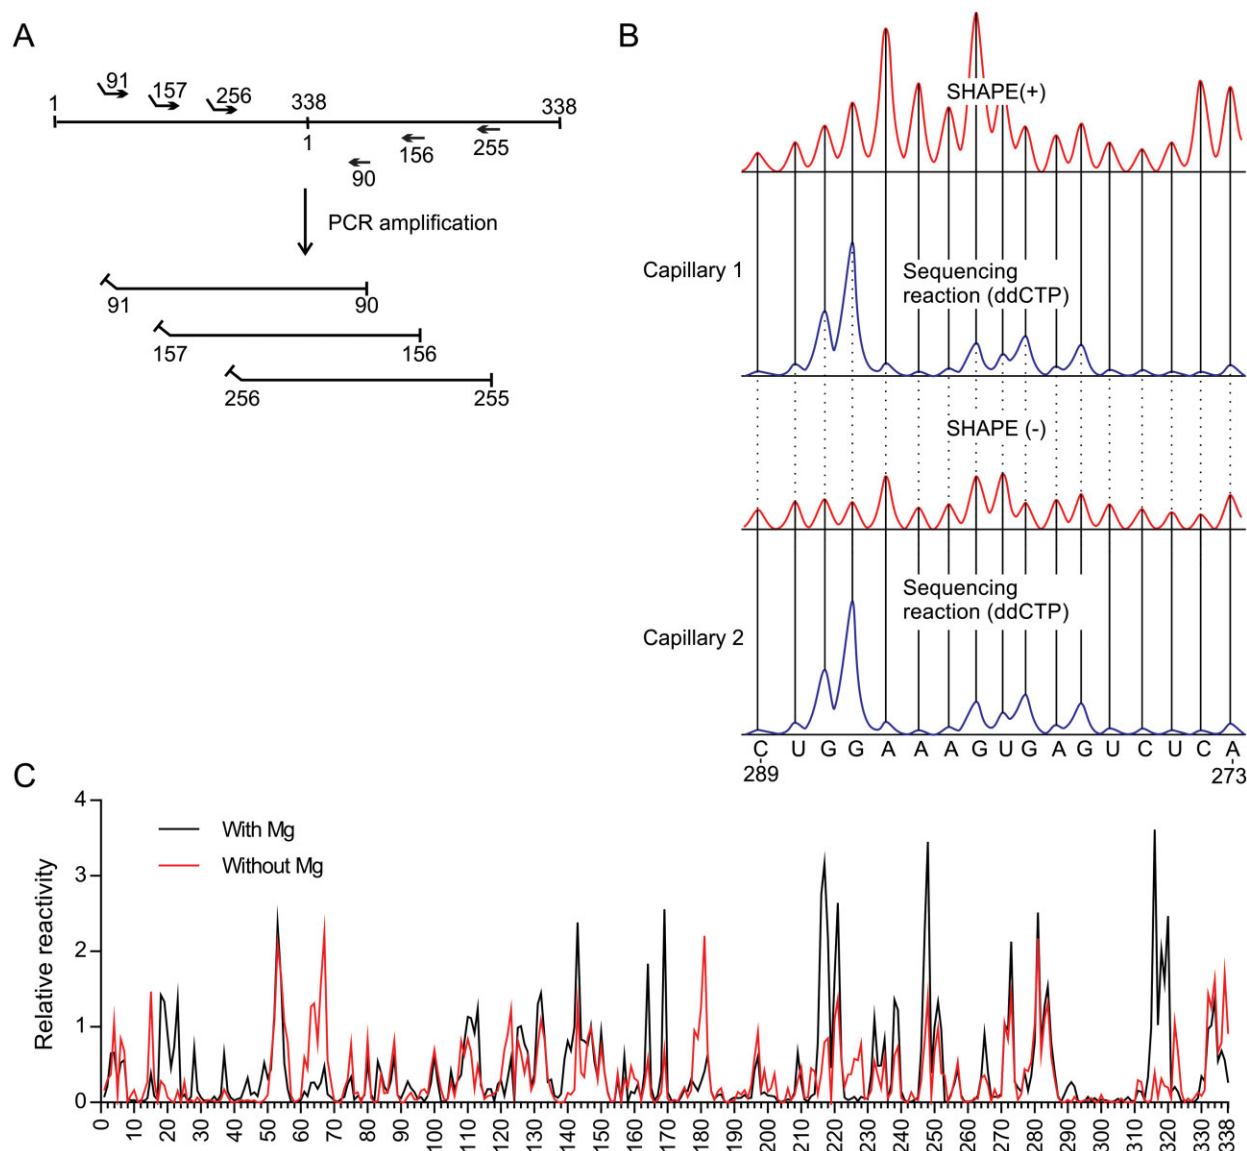 A
91
157
256
1
338
338
1
156
255
90
PCR amplification
91
90
157
156
256
255
B
SHAPE(+)
Capillary 1
Sequencing
reaction (ddCTP)
SHAPE (-)
Sequencing
reaction (ddCTP)
Capillary 2
C U G G A A A G U G A G U C U C A
289
273
C
4
3
2
1
0
Relative reactivity
With Mg
Without Mg
0 10 20 30 40 50 60 70 80 90 100 110 120 130 140 150 160 170 180 190 200 210 220 230 240 250 260 270 280 290 300 310 320 330 338